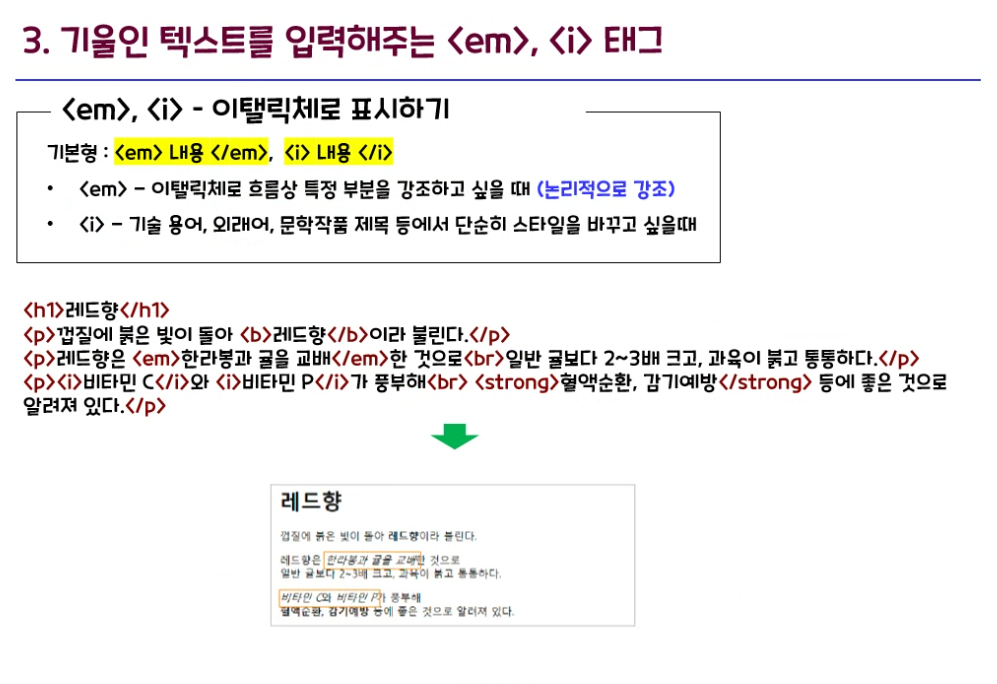 3. 기울인 텍스트를 입력해주는 <em>, <i> 태그
<em>, <i> - 이탤릭체로 표시하기
기본형 : <em> 내용 </em>, <i> 내용 </i>
• <em> – 이탤릭체로 흐름상 특정 부분을 강조하고 싶을 때 (논리적으로 강조)
• <i> – 기술 용어, 외래어, 문학작품 제목 등에서 단순히 스타일을 바꾸고 싶을때
<h1>레드향</h1>
<p>껍질에 붉은 빛이 돌아 <b>레드향</b>이라 불린다.</p>
<p>레드향은 <em>한라봉과 귤을 교배</em>한 것으로<br>일반 귤보다 2~3배 크고, 과육이 붉고 통통하다.</p>
<p><i>비타민 C</i>와 <i>비타민 P</i>가 풍부해<br> <strong>혈액순환, 감기예방</strong> 등에 좋은 것으로
알려져 있다.</p>
레드향
껍질에 붉은 빛이 돌아 레드향이라 불린다.
레드향은 한라봉과 귤을 교배한 것으로
일반 귤보다 2~3배 크고, 과육이 붉고 통통하다.
비타민 C와 비타민 P가 풍부해
혈액순환, 감기예방 등에 좋은 것으로 알려져 있다.